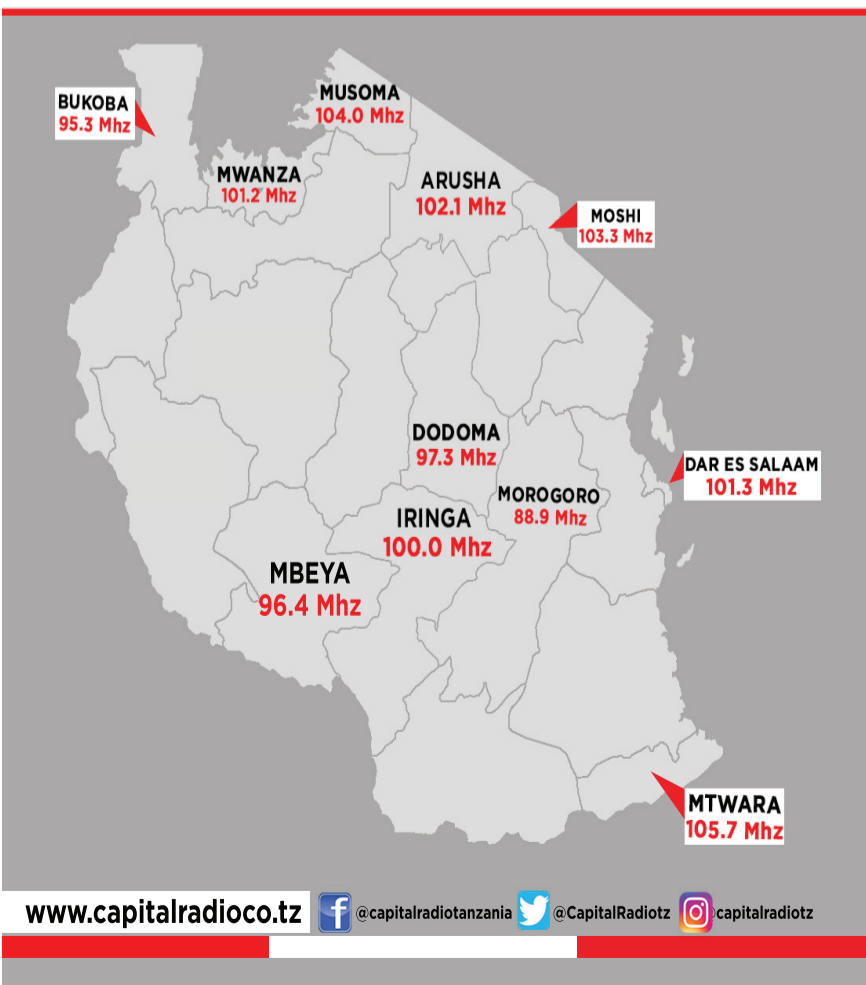 BUKOBA
95.3 Mhz
MUSOMA
104.0 Mhz
MWANZA
101.2 Mhz
ARUSHA
102.1 Mhz
MOSHI
103.3 Mhz
DODOMA
97.3 Mhz
DAR ES SALAAM
101.3 Mhz
MOROGORO
88.9 Mhz
IRINGA
100.0 Mhz
MBEYA
96.4 Mhz
MTWARA
105.7 Mhz
www.capitalradioco.tz
@capitalradiotanzania
@CapitalRadiotz
@capitalradiotz